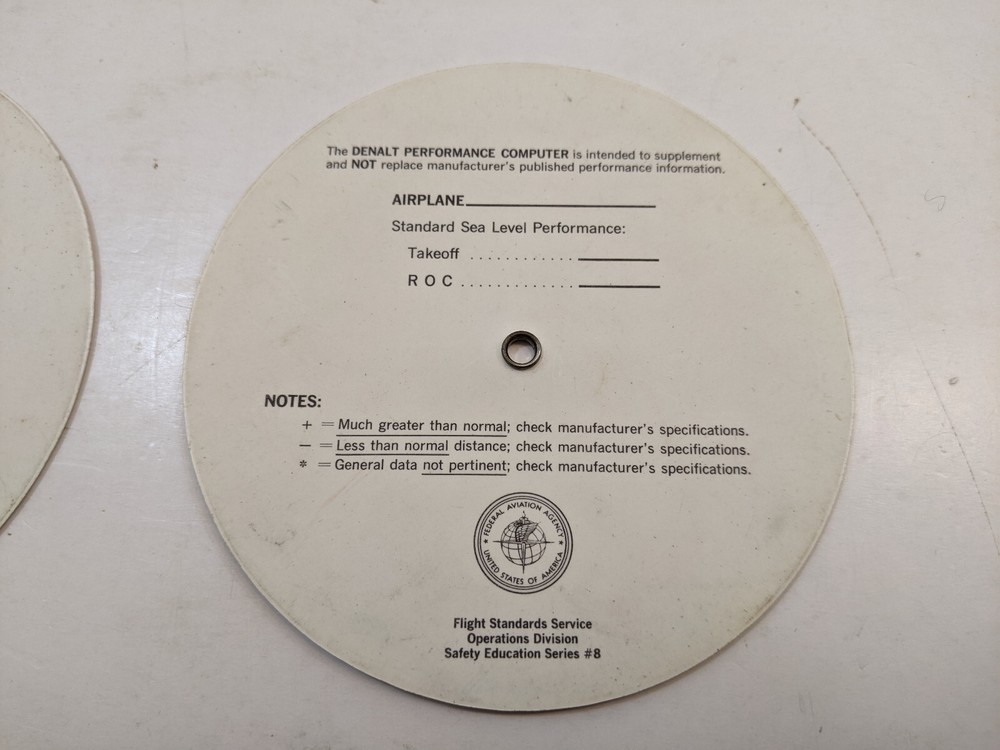 The DENALT PERFORMANCE COMPUTER is intended to supplement
and NOT replace manufacturer's published performance information.
AIRPLANE____________________
Standard Sea Level Performance:
Takeoff ............ ________
R O C ............. ________
NOTES:
+ = Much greater than normal; check manufacturer's specifications.
− = Less than normal distance; check manufacturer's specifications.
* = General data not pertinent; check manufacturer's specifications.
FEDERAL AVIATION AGENCY
* UNITED STATES OF AMERICA *
Flight Standards Service
Operations Division
Safety Education Series #8